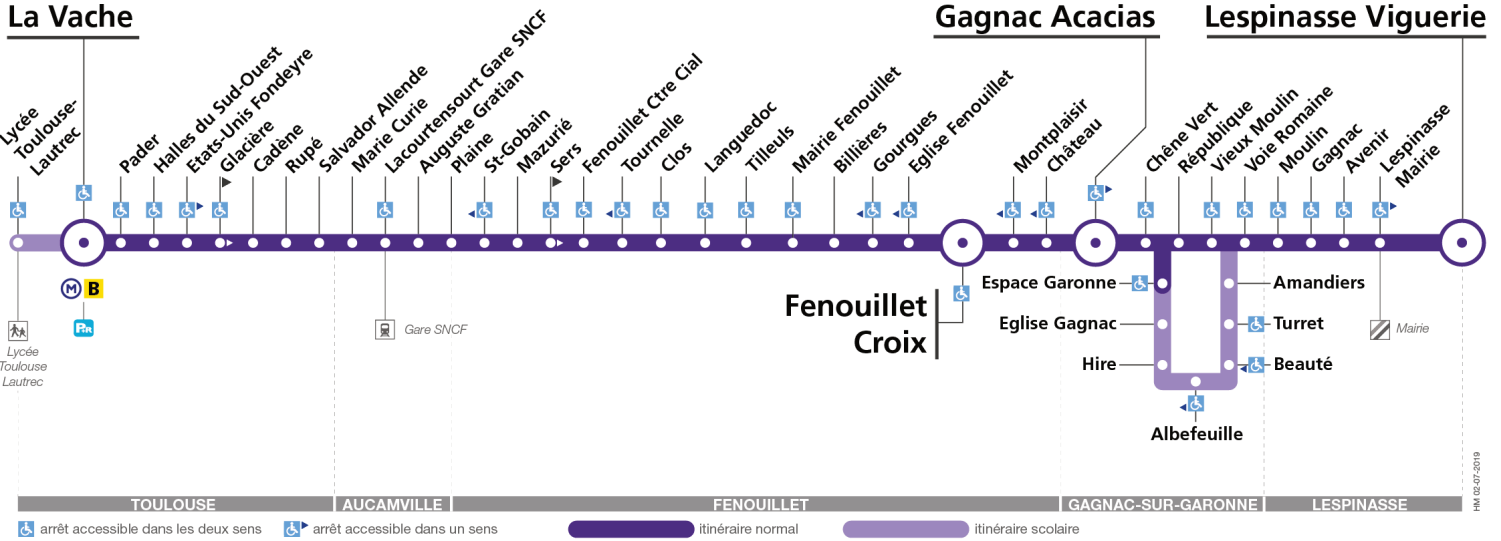 La Vache
Gagnac Acacias
Lespinasse Viguerie
Lycée
Toulouse-
Lautrec
Pader
Halles du Sud-Ouest
Etats-Unis Fondeyre
Glacière
Cadène
Rupé
Salvador Allende
Marie Curie
Lacourtensourt Gare SNCF
Auguste Gratian
Plaine
St-Gobain
Mazurié
Sers
Fenouillet Ctre Cial
Tournelle
Clos
Languedoc
Tilleuls
Mairie Fenouillet
Billières
Gourgues
Eglise Fenouillet
Montplaisir
Château
Chêne Vert
République
Vieux Moulin
Voie Romaine
Moulin
Gagnac
Avenir
Lespinasse
Mairie
M B
P+R
Lycée
Toulouse
Lautrec
Gare SNCF
Fenouillet
Croix
Espace Garonne
Eglise Gagnac
Hire
Amandiers
Turret
Beauté
Albefeuille
Mairie
HM 02-07-2019
TOULOUSE
AUCAMVILLE
FENOUILLET
GAGNAC-SUR-GARONNE
LESPINASSE
arrêt accessible dans les deux sens
arrêt accessible dans un sens
itinéraire normal
itinéraire scolaire